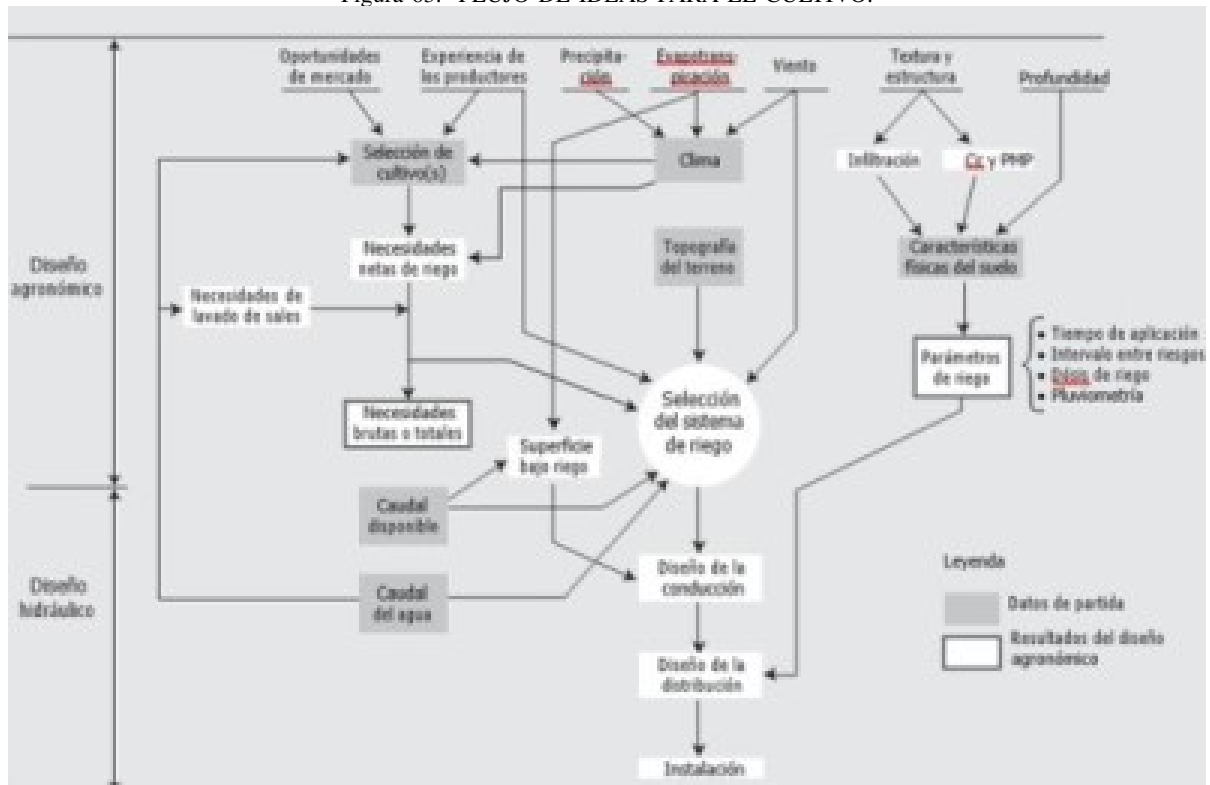 Figura 05. FLUJO DE IDEAS PARA EL CULTIVO.
Oportunidades
de mercado
Experiencia de
los productores
Precipita-
ción
Evapotrans-
picación
Viento
Textura y
estructura
Profundidad
Selección de
cultivo(s)
Clima
Infiltración
Cc y PMP
Necesidades
netas de riego
Topografía
del terreno
Características
físicas del suelo
Diseño
agronómico
Necesidades de
lavado de sales
Parámetros
de riego
• Tiempo de aplicación
• Intervalo entre riesgos
• Dósis de riego
• Pluviometría
Necesidades
brutas o totales
Selección
del sistema
de riego
Superficie
bajo riego
Caudal
disponible
Diseño
hidráulico
Caudal
del agua
Diseño de la
conducción
Diseño de la
distribución
Instalación
Leyenda
Datos de partida
Resultados del diseño
agronómico